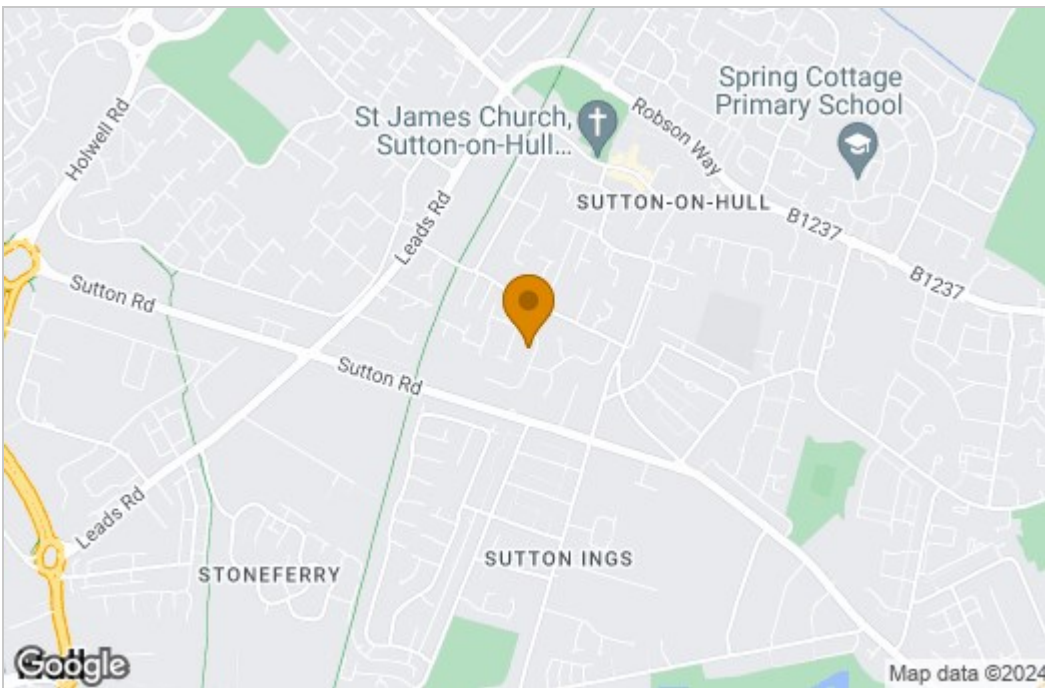 Spring Cottage
Primary School
St James Church,
Sutton-on-Hull...
Robson Way
Holwell Rd
SUTTON-ON-HULL
Leads Rd
B1237
B1237
Sutton Rd
Sutton Rd
Leads Rd
SUTTON INGS
STONEFERRY
Google
Map data ©2024